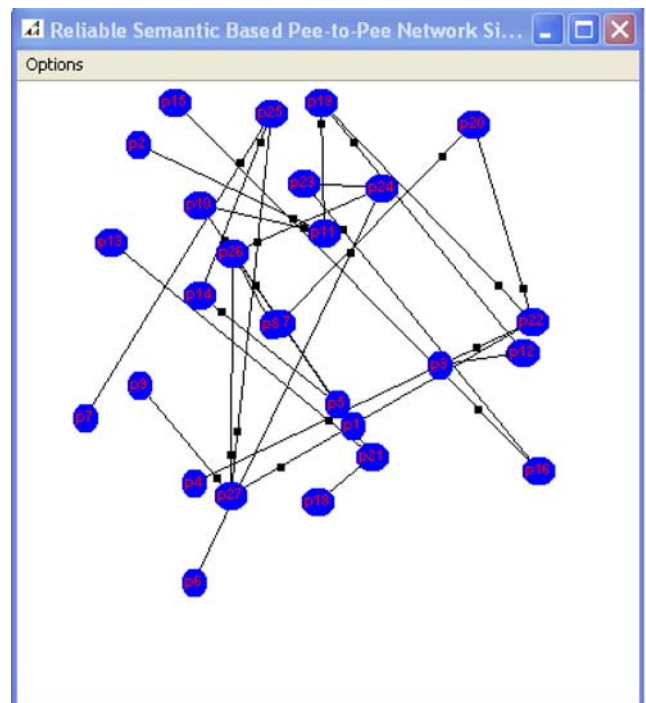 Reliable Semantic Based Pee-to-Pee Network Si...
Options
p15
p19
p25
p20
p2
p23
p24
p10
p11
p13
p26
p14
p8
p22
p12
p3
p9
p5
p7
p1
p21
p16
p4
p27
p18
p6